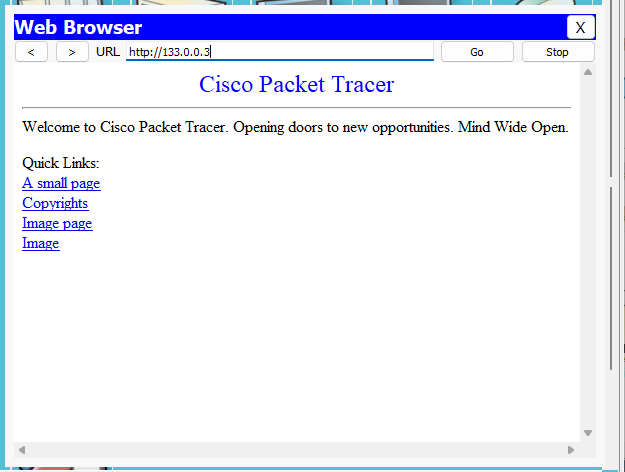 Web Browser X
< > URL http://133.0.0.3 Go Stop
Cisco Packet Tracer
Welcome to Cisco Packet Tracer. Opening doors to new opportunities. Mind Wide Open.
Quick Links:
A small page
Copyrights
Image page
Image